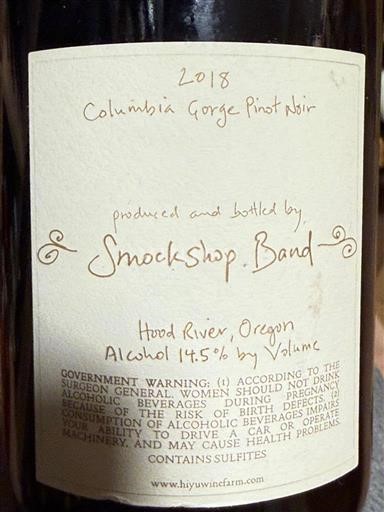 2018
Columbia Gorge Pinot Noir
produced and bottled by
Smockshop Band
Hood River, Oregon
Alcohol 14.5% by Volume
GOVERNMENT WARNING: (1) ACCORDING TO THE
SURGEON GENERAL, WOMEN SHOULD NOT DRINK
ALCOHOLIC BEVERAGES DURING PREGNANCY
BECAUSE OF THE RISK OF BIRTH DEFECTS. (2)
CONSUMPTION OF ALCOHOLIC BEVERAGES IMPAIRS
YOUR ABILITY TO DRIVE A CAR OR OPERATE
MACHINERY, AND MAY CAUSE HEALTH PROBLEMS.
CONTAINS SULFITES
www.hiyuwinefarm.com